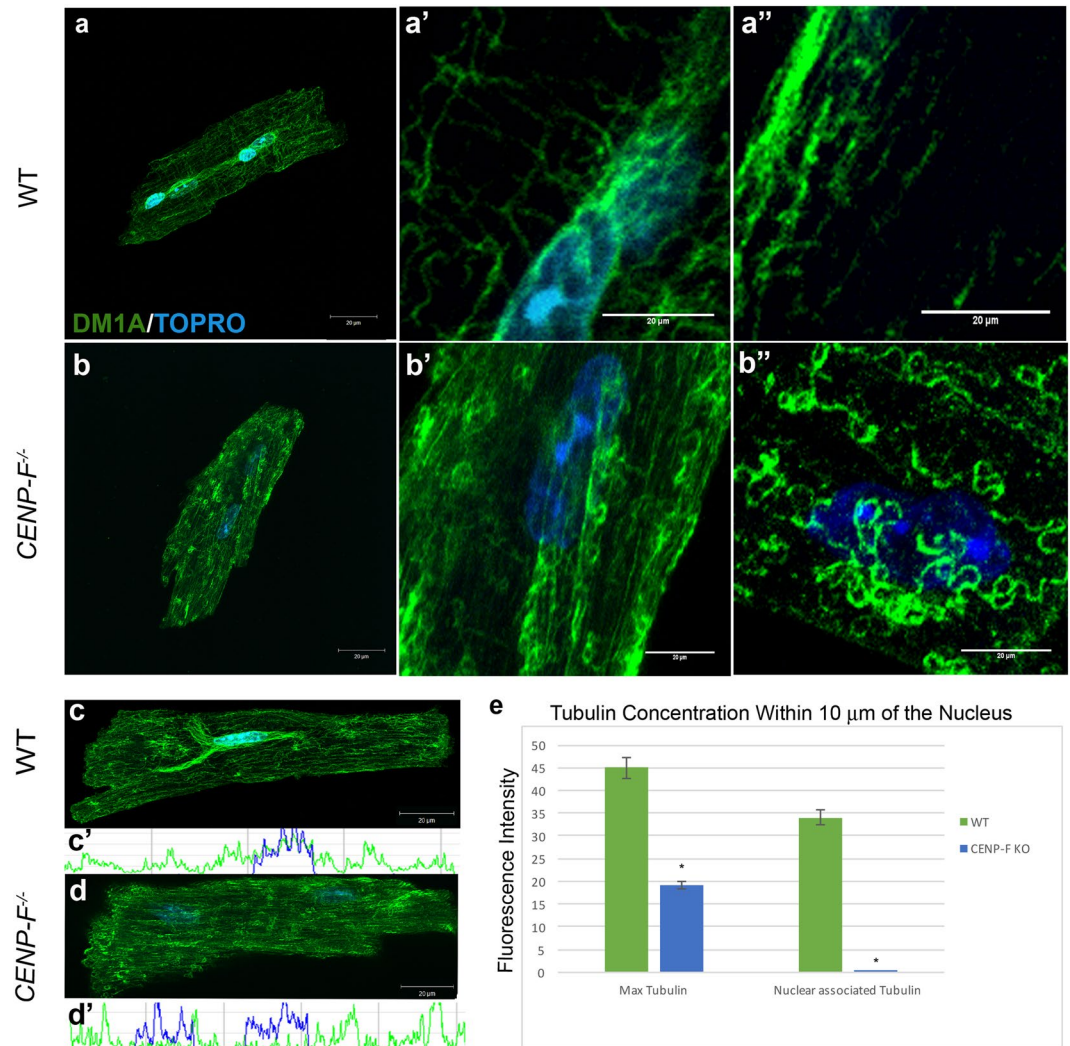 a
a'
a"
WT
DM1A/TOPRO
20 µm
20 µm
20 µm
b
b'
b"
CENP-F-/-
20 µm
20 µm
20 µm
c
WT
20 µm
c'
d
CENP-F-/-
20 µm
d'
e
Tubulin Concentration Within 10 µm of the Nucleus
Fluorescence Intensity
50
45
40
35
30
25
20
15
10
5
0
*
*
Max Tubulin
Nuclear associated Tubulin
WT
CENP-F KO